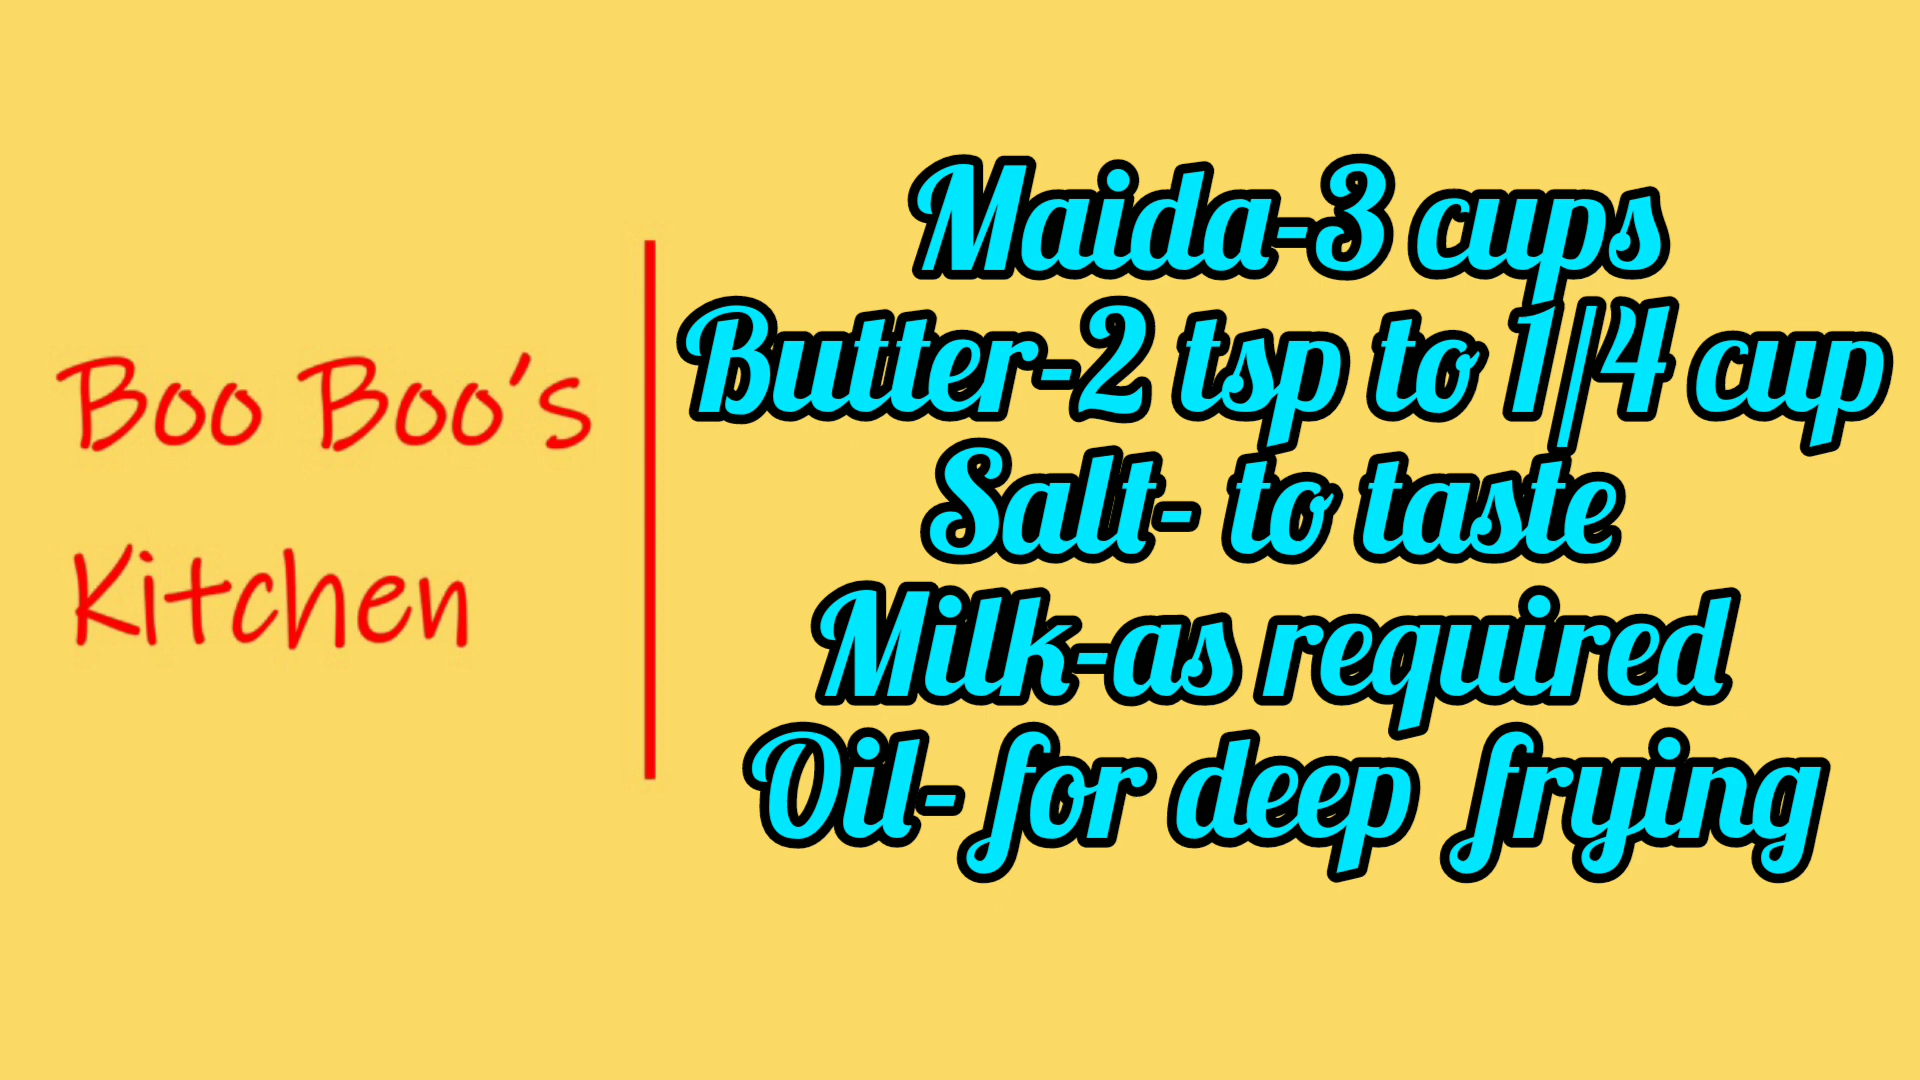 Boo Boo's
Kitchen
Maida-3 cups
Butter-2 tsp to 1/4 cup
Salt- to taste
Milk-as required
Oil- for deep frying